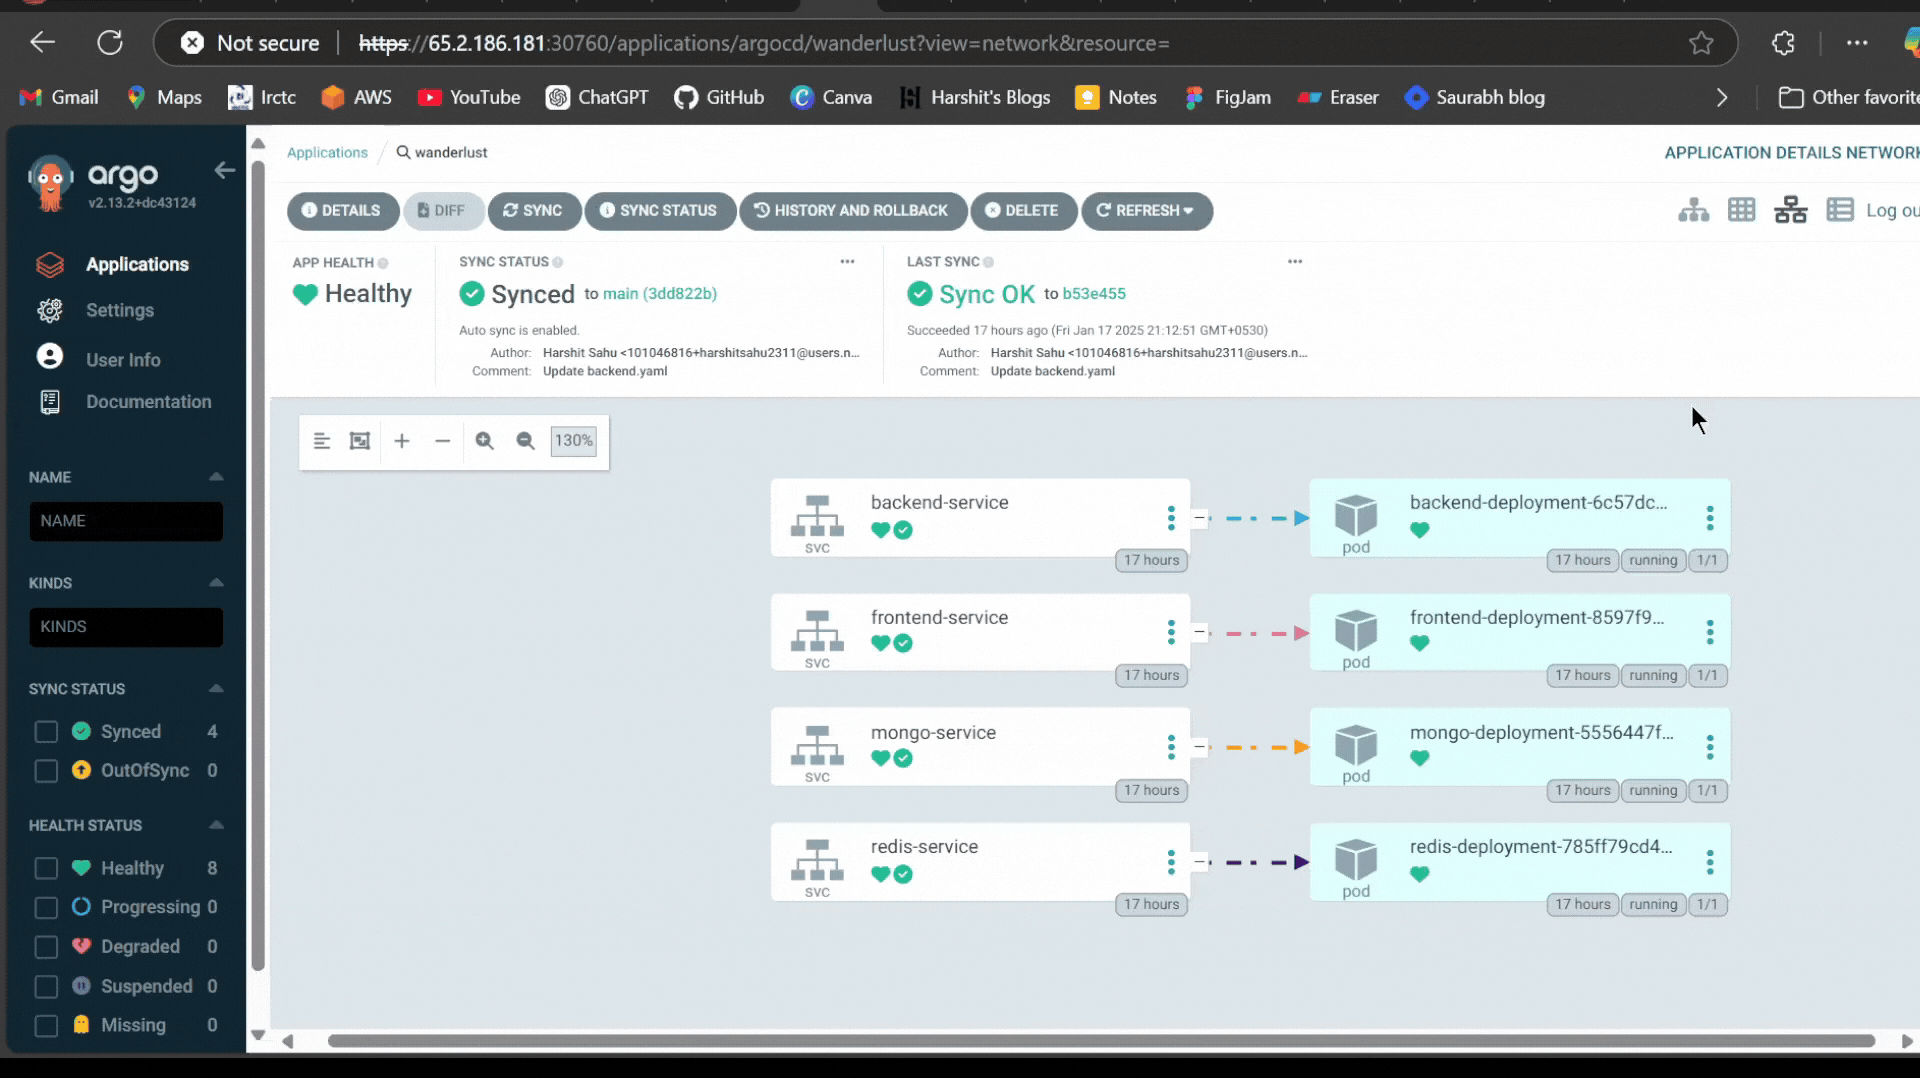 Not secure https://65.2.186.181:30760/applications/argocd/wanderlust?view=network&resource=
Gmail Maps Irctc AWS YouTube ChatGPT GitHub Canva Harshit's Blogs Notes FigJam Eraser Saurabh blog Other favorite
argo
v2.13.2+dc43124
Applications
Settings
User Info
Documentation
NAME
NAME
KINDS
KINDS
SYNC STATUS
Synced 4
OutOfSync 0
HEALTH STATUS
Healthy 8
Progressing 0
Degraded 0
Suspended 0
Missing 0
Applications / wanderlust
APPLICATION DETAILS NETWORK
DETAILS DIFF SYNC SYNC STATUS HISTORY AND ROLLBACK DELETE REFRESH
Log ou
APP HEALTH
Healthy
SYNC STATUS
Synced to main (3dd822b)
Auto sync is enabled.
Author: Harshit Sahu <101046816+harshitsahu2311@users.n...
Comment: Update backend.yaml
LAST SYNC
Sync OK to b53e455
Succeeded 17 hours ago (Fri Jan 17 2025 21:12:51 GMT+0530)
Author: Harshit Sahu <101046816+harshitsahu2311@users.n...
Comment: Update backend.yaml
130%
backend-service
svc
17 hours
backend-deployment-6c57dc...
pod
17 hours running 1/1
frontend-service
svc
17 hours
frontend-deployment-8597f9...
pod
17 hours running 1/1
mongo-service
svc
17 hours
mongo-deployment-5556447f...
pod
17 hours running 1/1
redis-service
svc
17 hours
redis-deployment-785ff79cd4...
pod
17 hours running 1/1